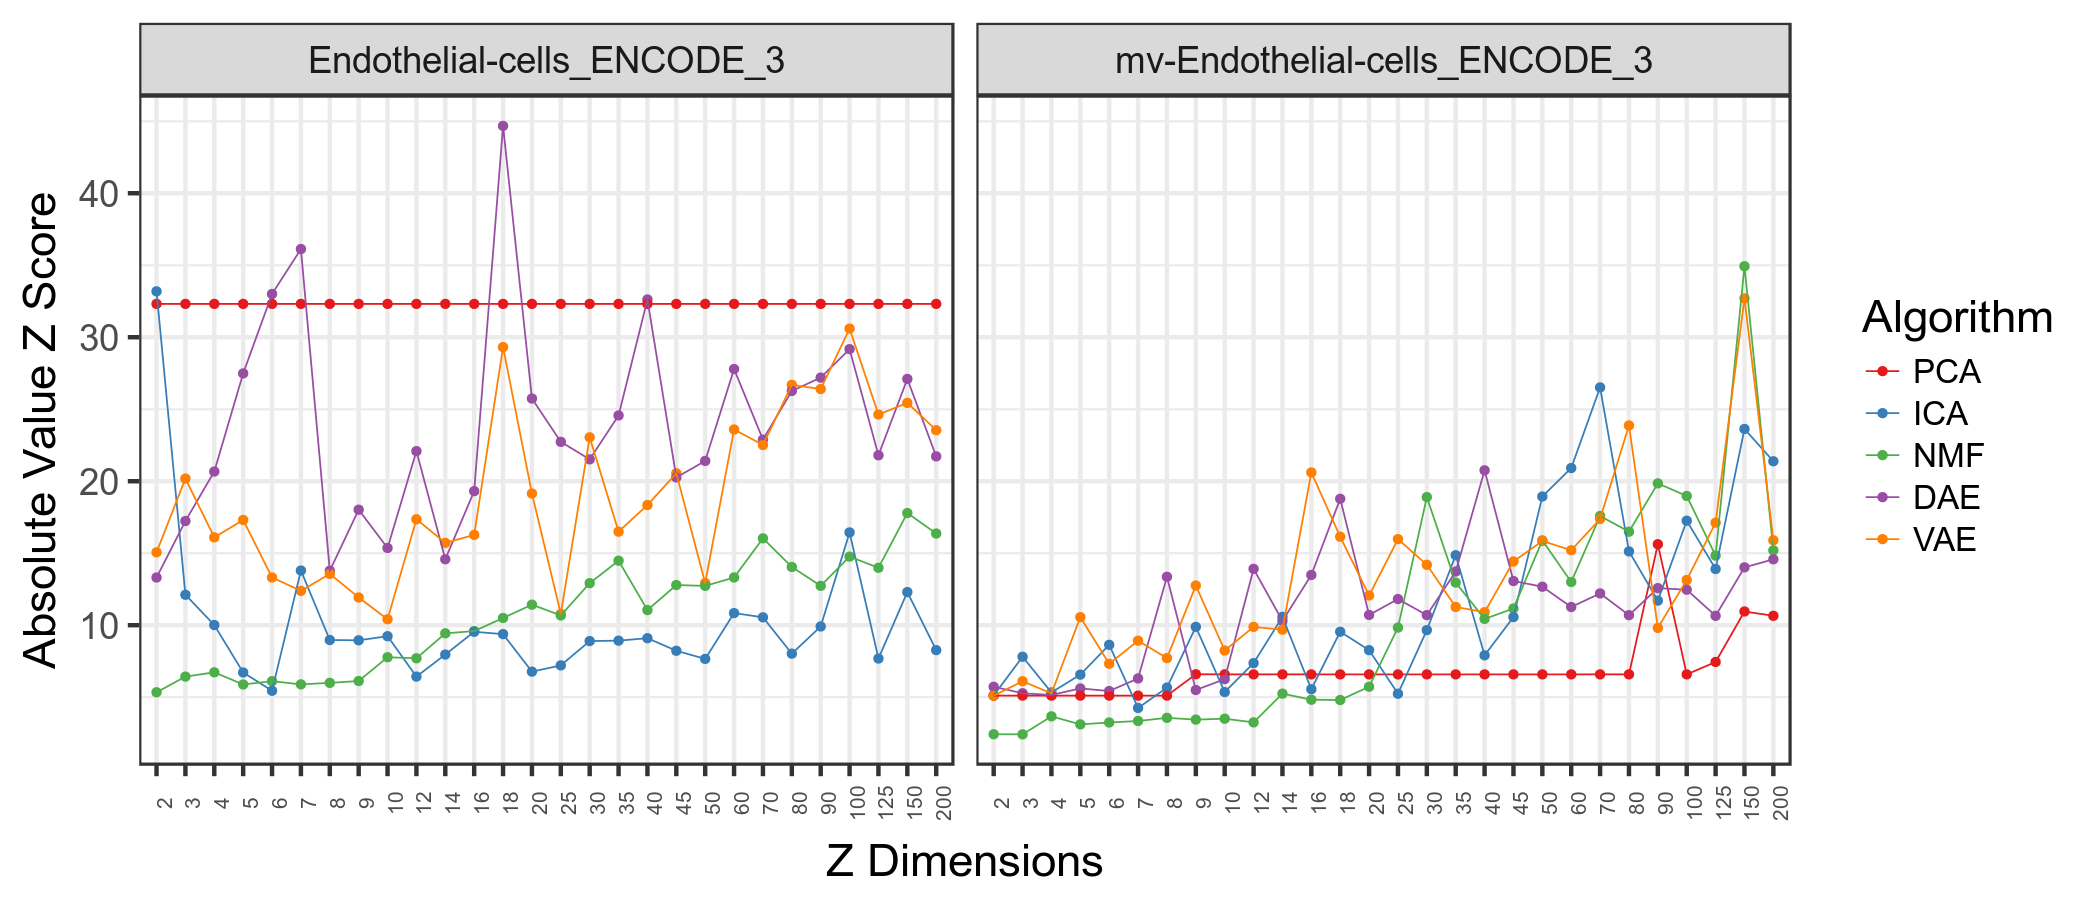 Endothelial-cells_ENCODE_3
mv-Endothelial-cells_ENCODE_3
Absolute Value Z Score
40
30
20
10
2 3 4 5 6 7 8 9 10 12 14 16 18 20 25 30 35 40 45 50 60 70 80 90 100 125 150 200
2 3 4 5 6 7 8 9 10 12 14 16 18 20 25 30 35 40 45 50 60 70 80 90 100 125 150 200
Z Dimensions
Algorithm
PCA
ICA
NMF
DAE
VAE